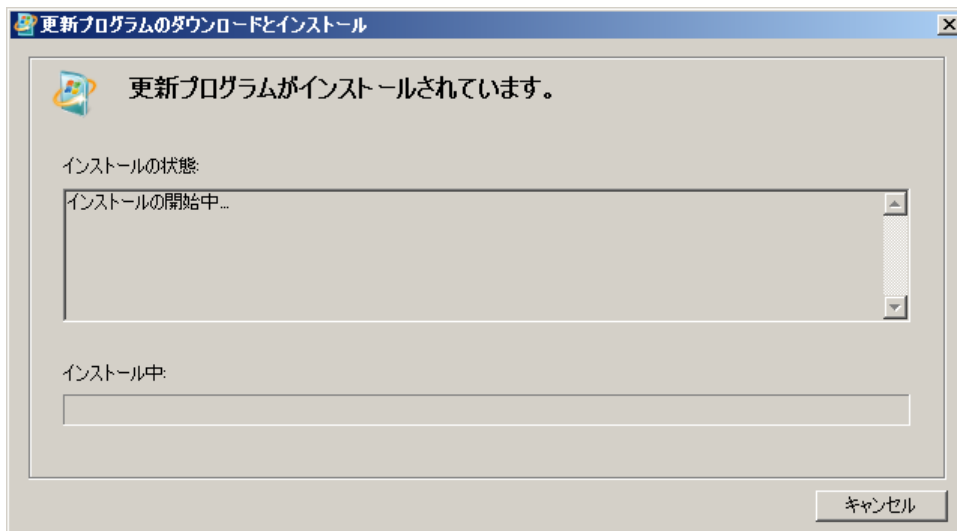 更新プログラムのダウンロードとインストール
更新プログラムがインストールされています。
インストールの状態:
インストールの開始中...
インストール中:
キャンセル